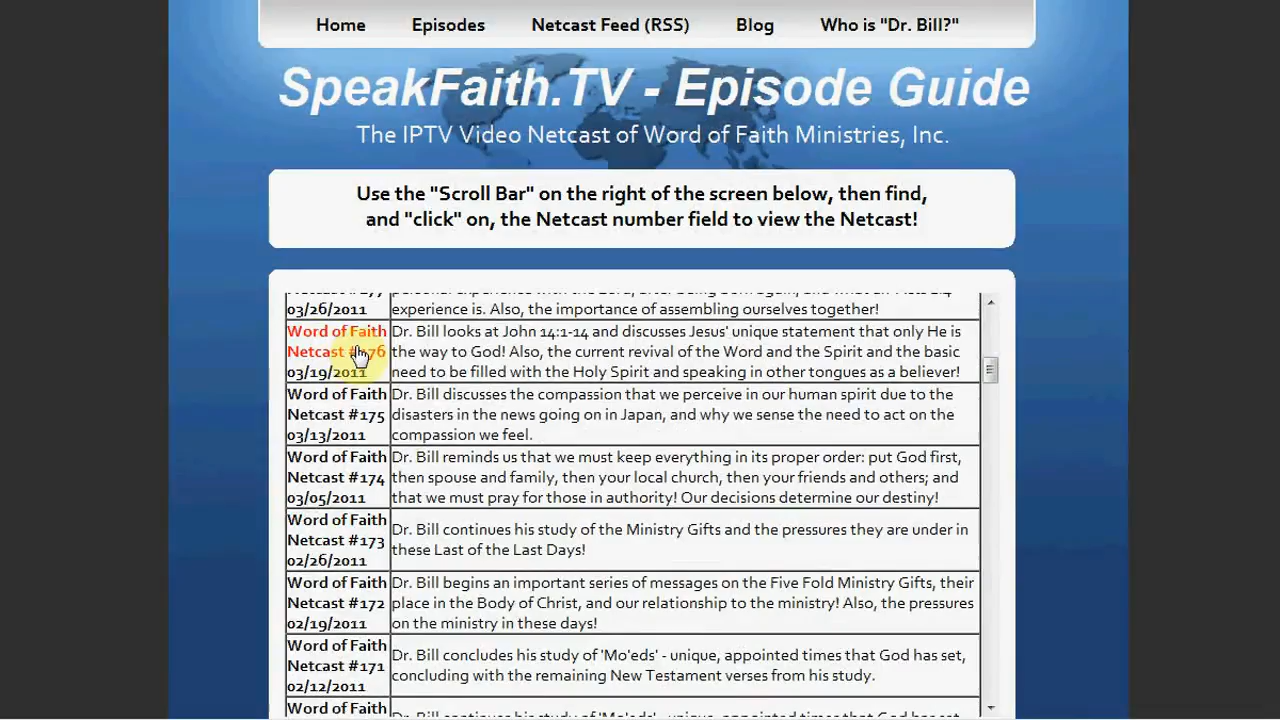 Home Episodes Netcast Feed (RSS) Blog Who is "Dr. Bill?"
SpeakFaith.TV - Episode Guide
The IPTV Video Netcast of Word of Faith Ministries, Inc.
Use the "Scroll Bar" on the right of the screen below, then find,
and "click" on, the Netcast number field to view the Netcast!
03/26/2011
experience is. Also, the importance of assembling ourselves together!
Word of Faith
Netcast #176
03/19/2011
Dr. Bill looks at John 14:1-14 and discusses Jesus' unique statement that only He is
the way to God! Also, the current revival of the Word and the Spirit and the basic
need to be filled with the Holy Spirit and speaking in other tongues as a believer!
Word of Faith
Netcast #175
03/13/2011
Dr. Bill discusses the compassion that we perceive in our human spirit due to the
disasters in the news going on in Japan, and why we sense the need to act on the
compassion we feel.
Word of Faith
Netcast #174
03/05/2011
Dr. Bill reminds us that we must keep everything in its proper order: put God first,
then spouse and family, then your local church, then your friends and others; and
that we must pray for those in authority! Our decisions determine our destiny!
Word of Faith
Netcast #173
02/26/2011
Dr. Bill continues his study of the Ministry Gifts and the pressures they are under in
these Last of the Last Days!
Word of Faith
Netcast #172
02/19/2011
Dr. Bill begins an important series of messages on the Five Fold Ministry Gifts, their
place in the Body of Christ, and our relationship to the ministry! Also, the pressures
on the ministry in these days!
Word of Faith
Netcast #171
02/12/2011
Dr. Bill concludes his study of 'Mo'eds' - unique, appointed times that God has set,
concluding with the remaining New Testament verses from his study.
Word of Faith